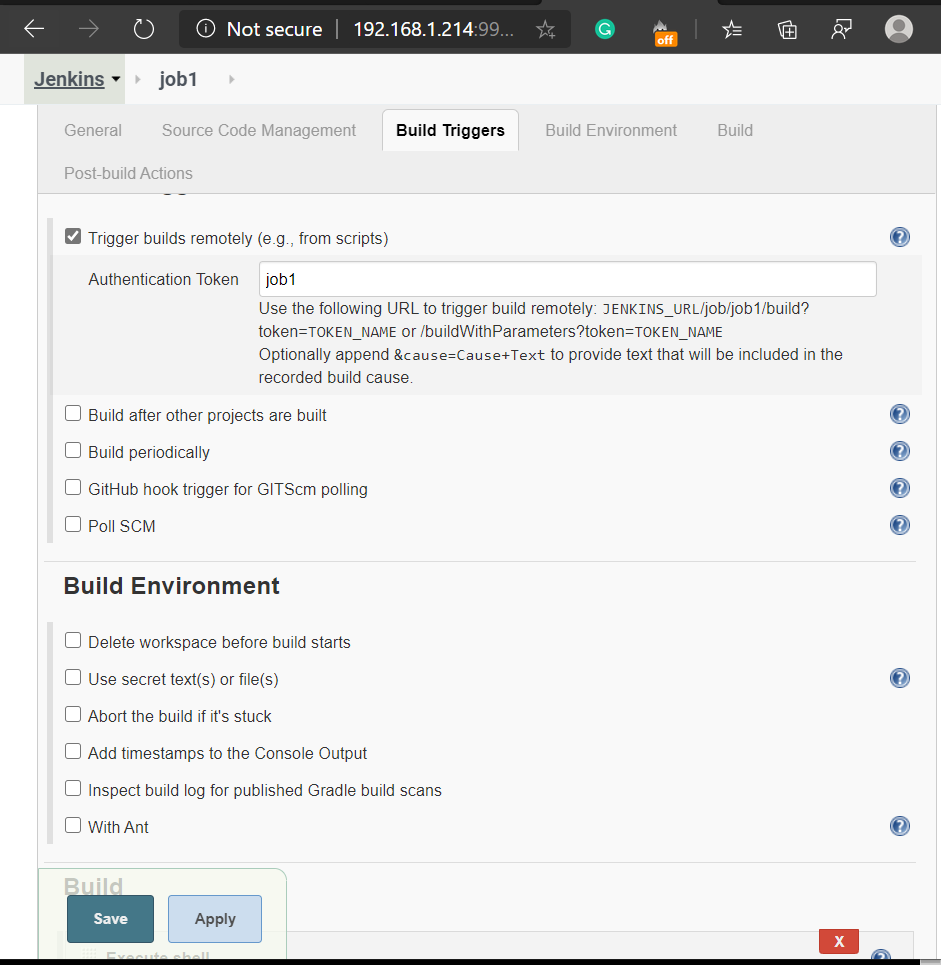 Not secure 192.168.1.214:99...
G
off
Jenkins job1
General Source Code Management Build Triggers Build Environment Build
Post-build Actions
Trigger builds remotely (e.g., from scripts) ?
Authentication Token job1
Use the following URL to trigger build remotely: JENKINS_URL/job/job1/build?
token=TOKEN_NAME or /buildWithParameters?token=TOKEN_NAME
Optionally append &cause=Cause+Text to provide text that will be included in the
recorded build cause.
Build after other projects are built ?
Build periodically ?
GitHub hook trigger for GITScm polling ?
Poll SCM ?
Build Environment
Delete workspace before build starts
Use secret text(s) or file(s) ?
Abort the build if it's stuck
Add timestamps to the Console Output
Inspect build log for published Gradle build scans
With Ant ?
Build
Save Apply
X
Execute shell ?